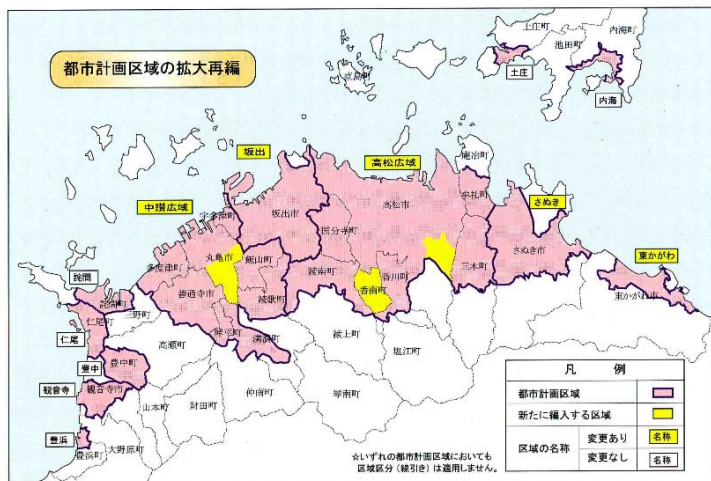 都市計画区域の拡大再編
土庄町
池田町
内海町
直島町
土庄
内海
坂出
高松広域
庵治町
中讃広域
宇多津町
坂出市
高松市
牟礼町
さぬき
国分寺町
丸亀市
飯山町
さぬき市
東かがわ
多度津町
綾南町
香川町
三木町
詫間
善通寺市
綾歌町
香南町
東かがわ市
詫間町
三野町
仁尾町
琴平町
満濃町
仁尾
高瀬町
綾上町
塩江町
豊中
豊中町
観音寺
観音寺市
山本町
財田町
仲南町
琴南町
豊浜
豊浜町
大野原町
凡 例
都市計画区域
新たに編入する区域
区域の名称
変更あり
名称
変更なし
名称
☆いずれの都市計画区域においても
区域区分(線引き)は適用しません。